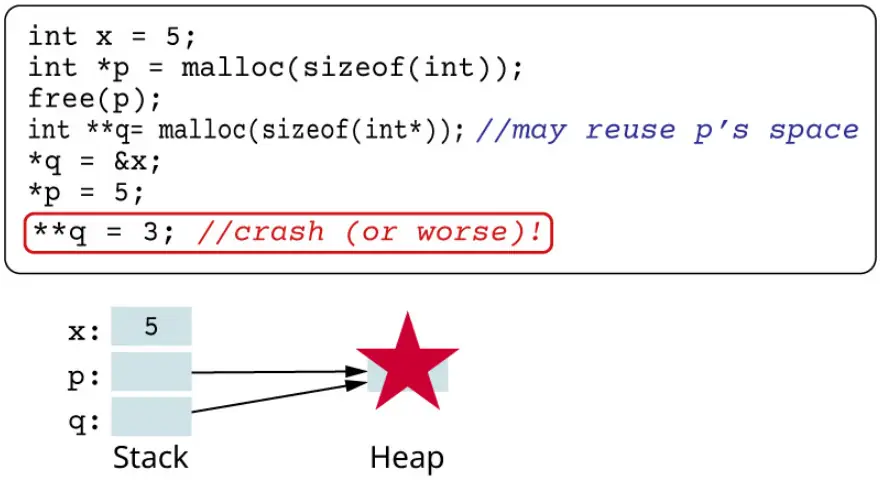 int x = 5;
int *p = malloc(sizeof(int));
free(p);
int **q= malloc(sizeof(int*)); //may reuse p’s space
*q = &x;
*p = 5;
**q = 3; //crash (or worse)!
x: 5
p:
q:
Stack Heap